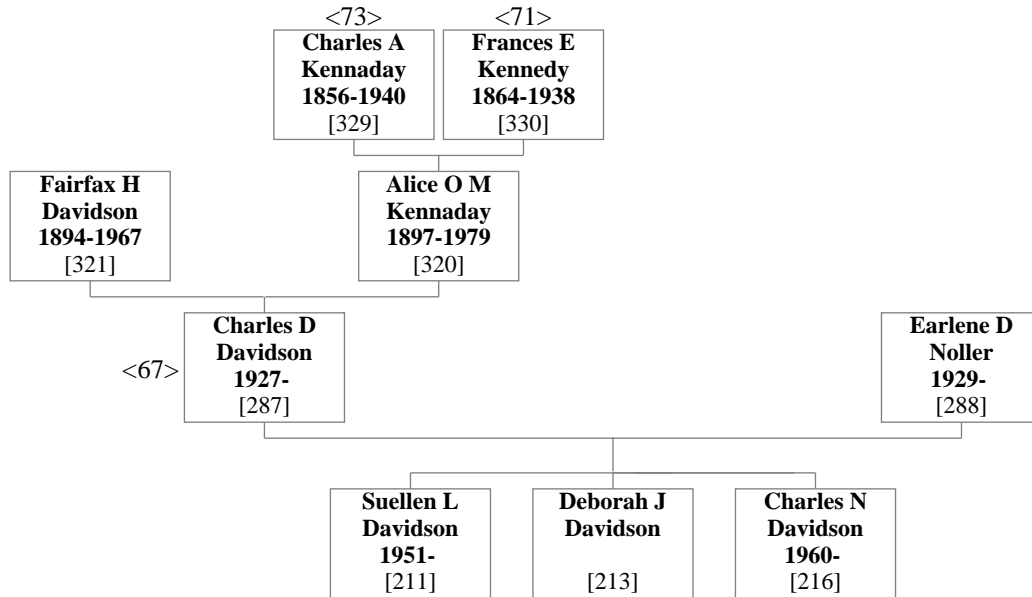 <73>
Charles A
Kennaday
1856-1940
[329]
<71>
Frances E
Kennedy
1864-1938
[330]
Fairfax H
Davidson
1894-1967
[321]
Alice O M
Kennaday
1897-1979
[320]
<67>
Charles D
Davidson
1927-
[287]
Earlene D
Noller
1929-
[288]
Suellen L
Davidson
1951-
[211]
Deborah J
Davidson
[213]
Charles N
Davidson
1960-
[216]